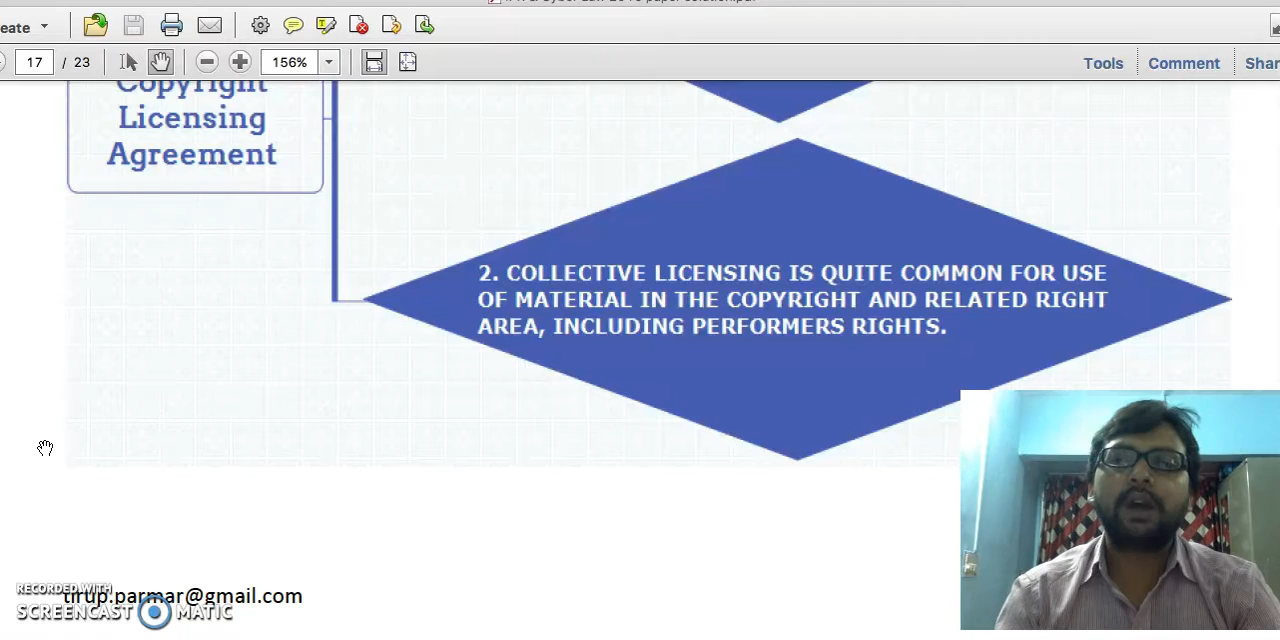 eate
17 / 23
156%
Tools
Comment
Shar
Copyright
Licensing
Agreement
2. COLLECTIVE LICENSING IS QUITE COMMON FOR USE
OF MATERIAL IN THE COPYRIGHT AND RELATED RIGHT
AREA, INCLUDING PERFORMERS RIGHTS.
RECORDED WITH
tirup.parmar@gmail.com
SCREENCAST MATIC